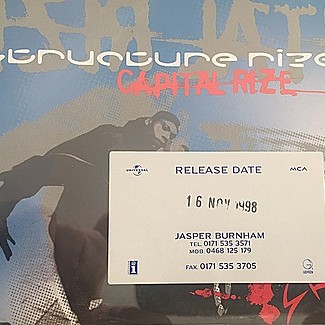 structure rize
CAPITAL RIZE
UNIVERSAL
RELEASE DATE
MCA
16 NOV 1998
JASPER BURNHAM
TEL. 0171 535 3571
MOB. 0468 125 179
FAX. 0171 535 3705